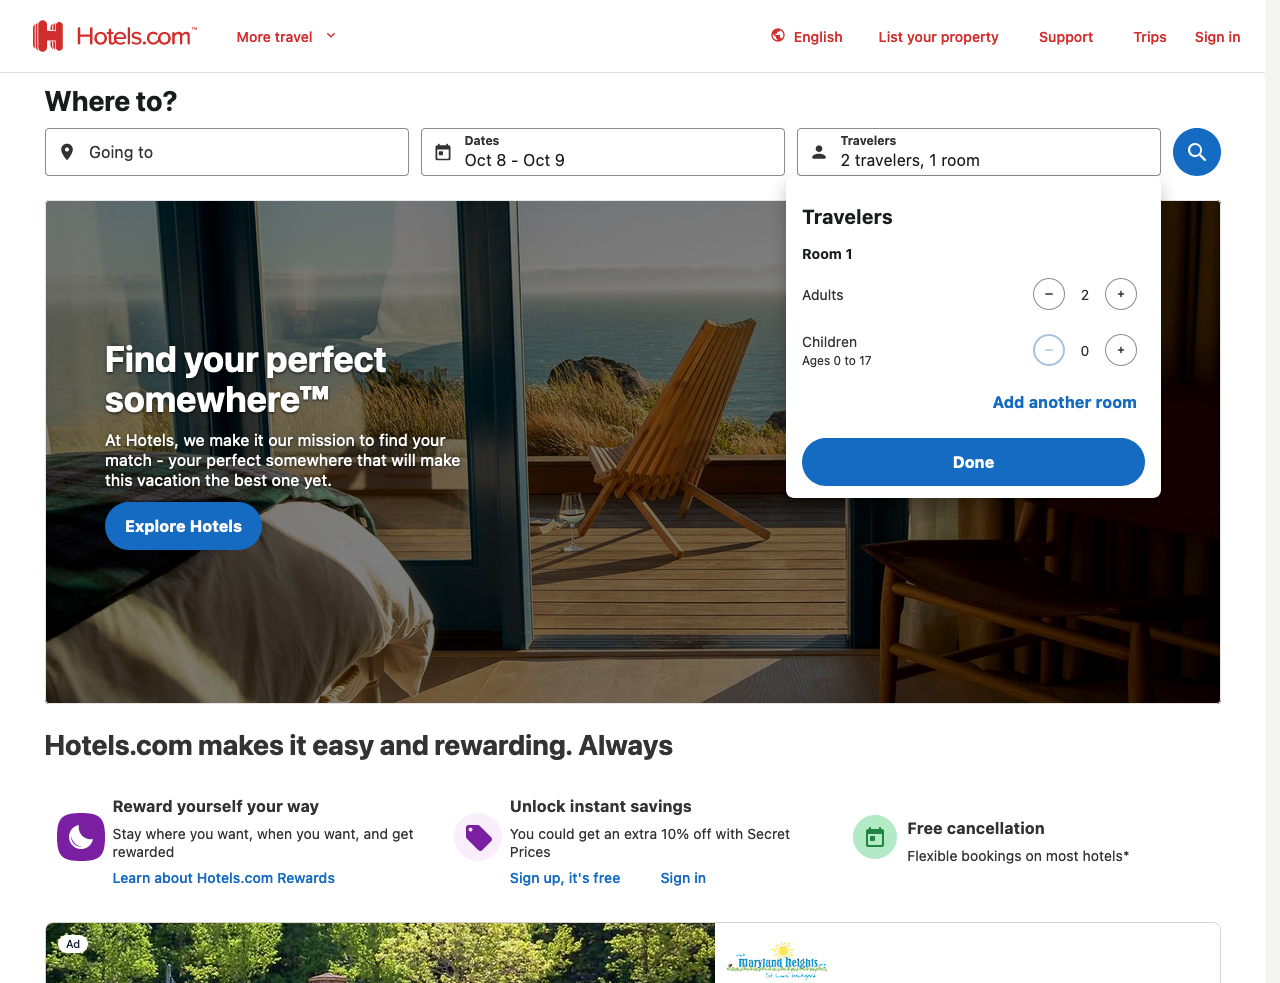 Hotels.com™
More travel
English
List your property
Support
Trips
Sign in
Where to?
Going to
Dates
Oct 8 - Oct 9
Travelers
2 travelers, 1 room
Travelers
Room 1
Adults
2
Children
Ages 0 to 17
0
Add another room
Done
Find your perfect
somewhere™
At Hotels, we make it our mission to find your
match - your perfect somewhere that will make
this vacation the best one yet.
Explore Hotels
Hotels.com makes it easy and rewarding. Always
Reward yourself your way
Stay where you want, when you want, and get
rewarded
Learn about Hotels.com Rewards
Unlock instant savings
You could get an extra 10% off with Secret
Prices
Sign up, it's free
Sign in
Free cancellation
Flexible bookings on most hotels*
Ad
Maryland Heights
St. Louis' backyard